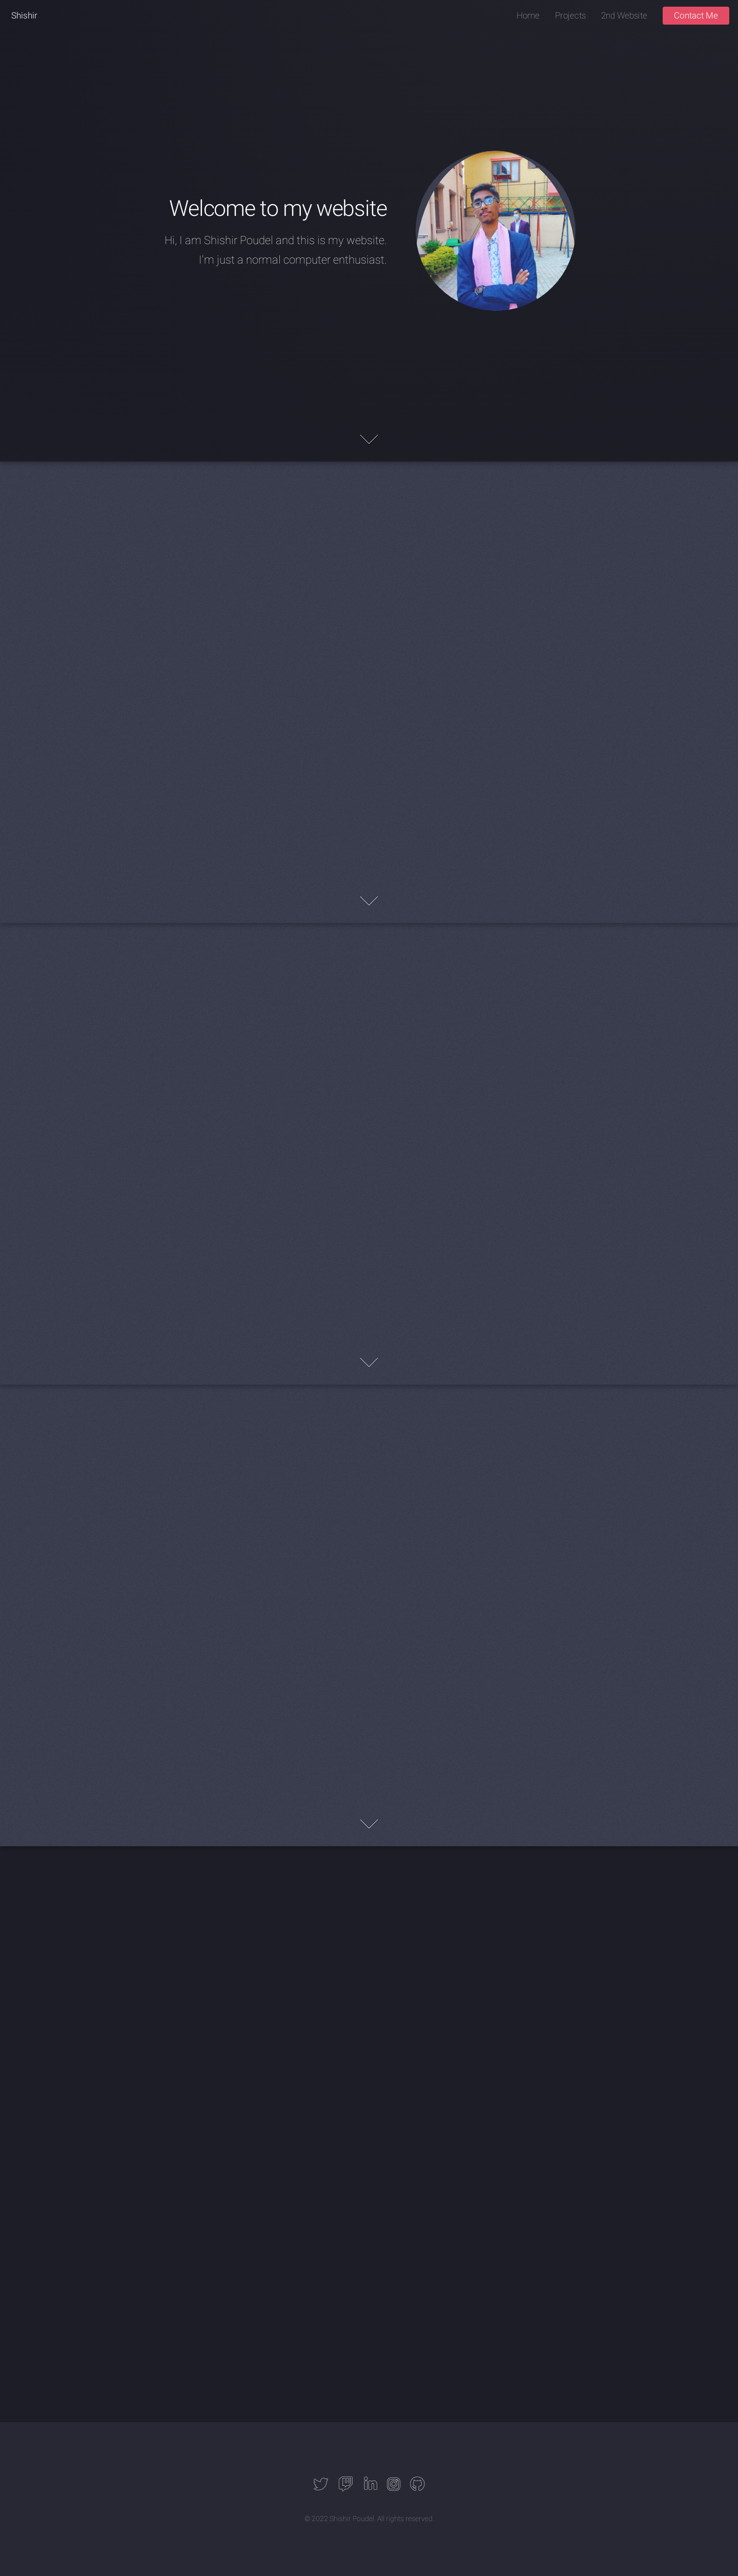 Shishir
Home Projects 2nd Website Contact Me
Welcome to my website
Hi, I am Shishir Poudel and this is my website.
I'm just a normal computer enthusiast.
© 2022 Shishir Poudel. All rights reserved.